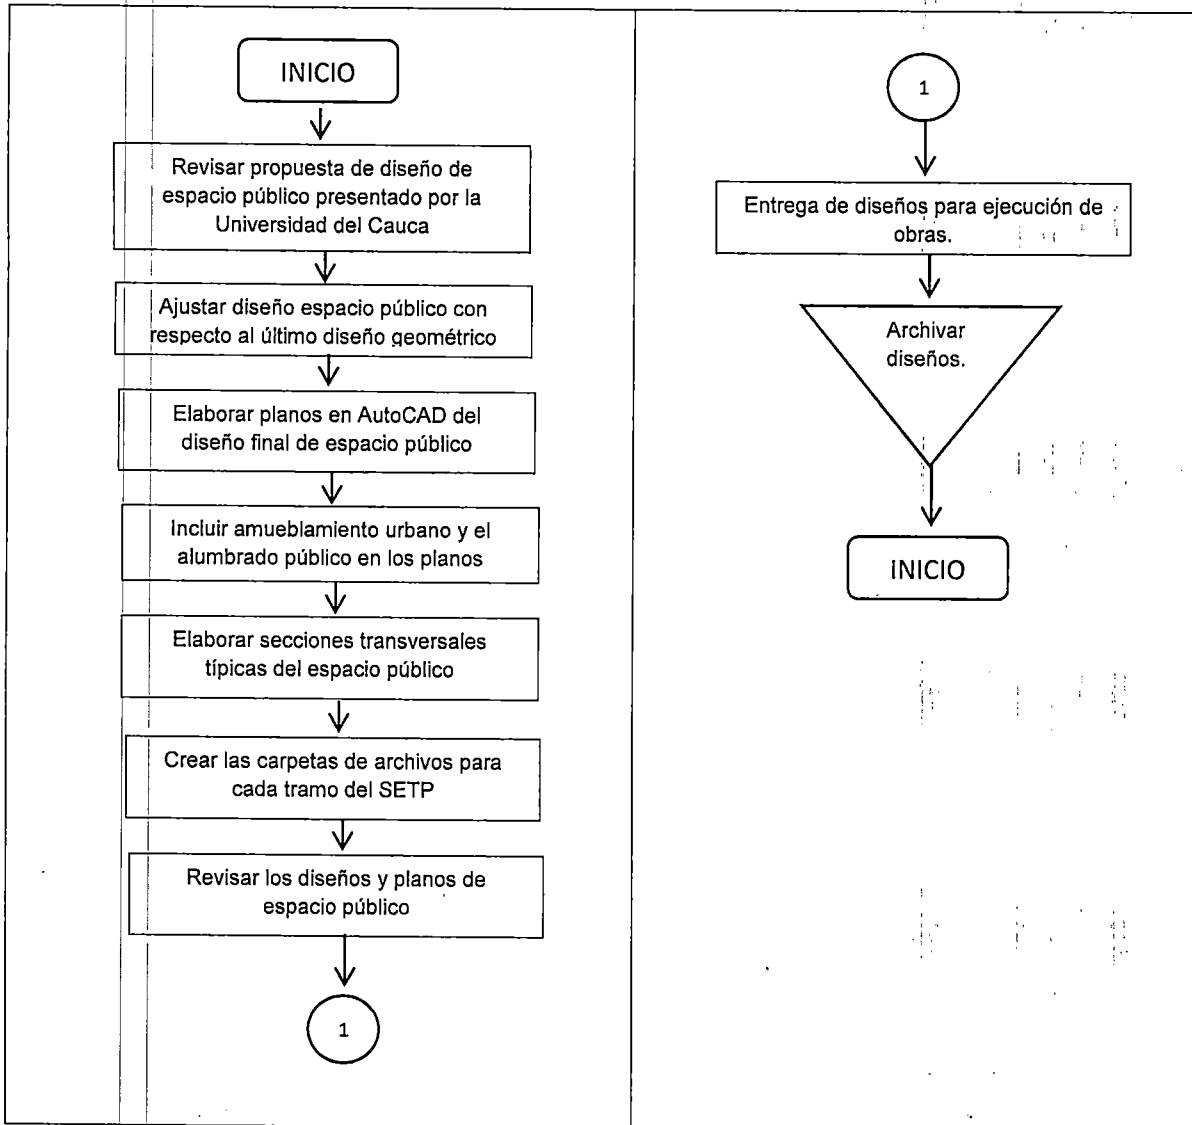 INICIO
Revisar propuesta de diseño de
espacio público presentado por la
Universidad del Cauca
Ajustar diseño espacio público con
respecto al último diseño geométrico
Elaborar planos en AutoCAD del
diseño final de espacio público
Incluir amueblamiento urbano y el
alumbrado público en los planos
Elaborar secciones transversales
típicas del espacio público
Crear las carpetas de archivos para
cada tramo del SETP
Revisar los diseños y planos de
espacio público
1
1
Entrega de diseños para ejecución de
obras.
Archivar
diseños.
INICIO